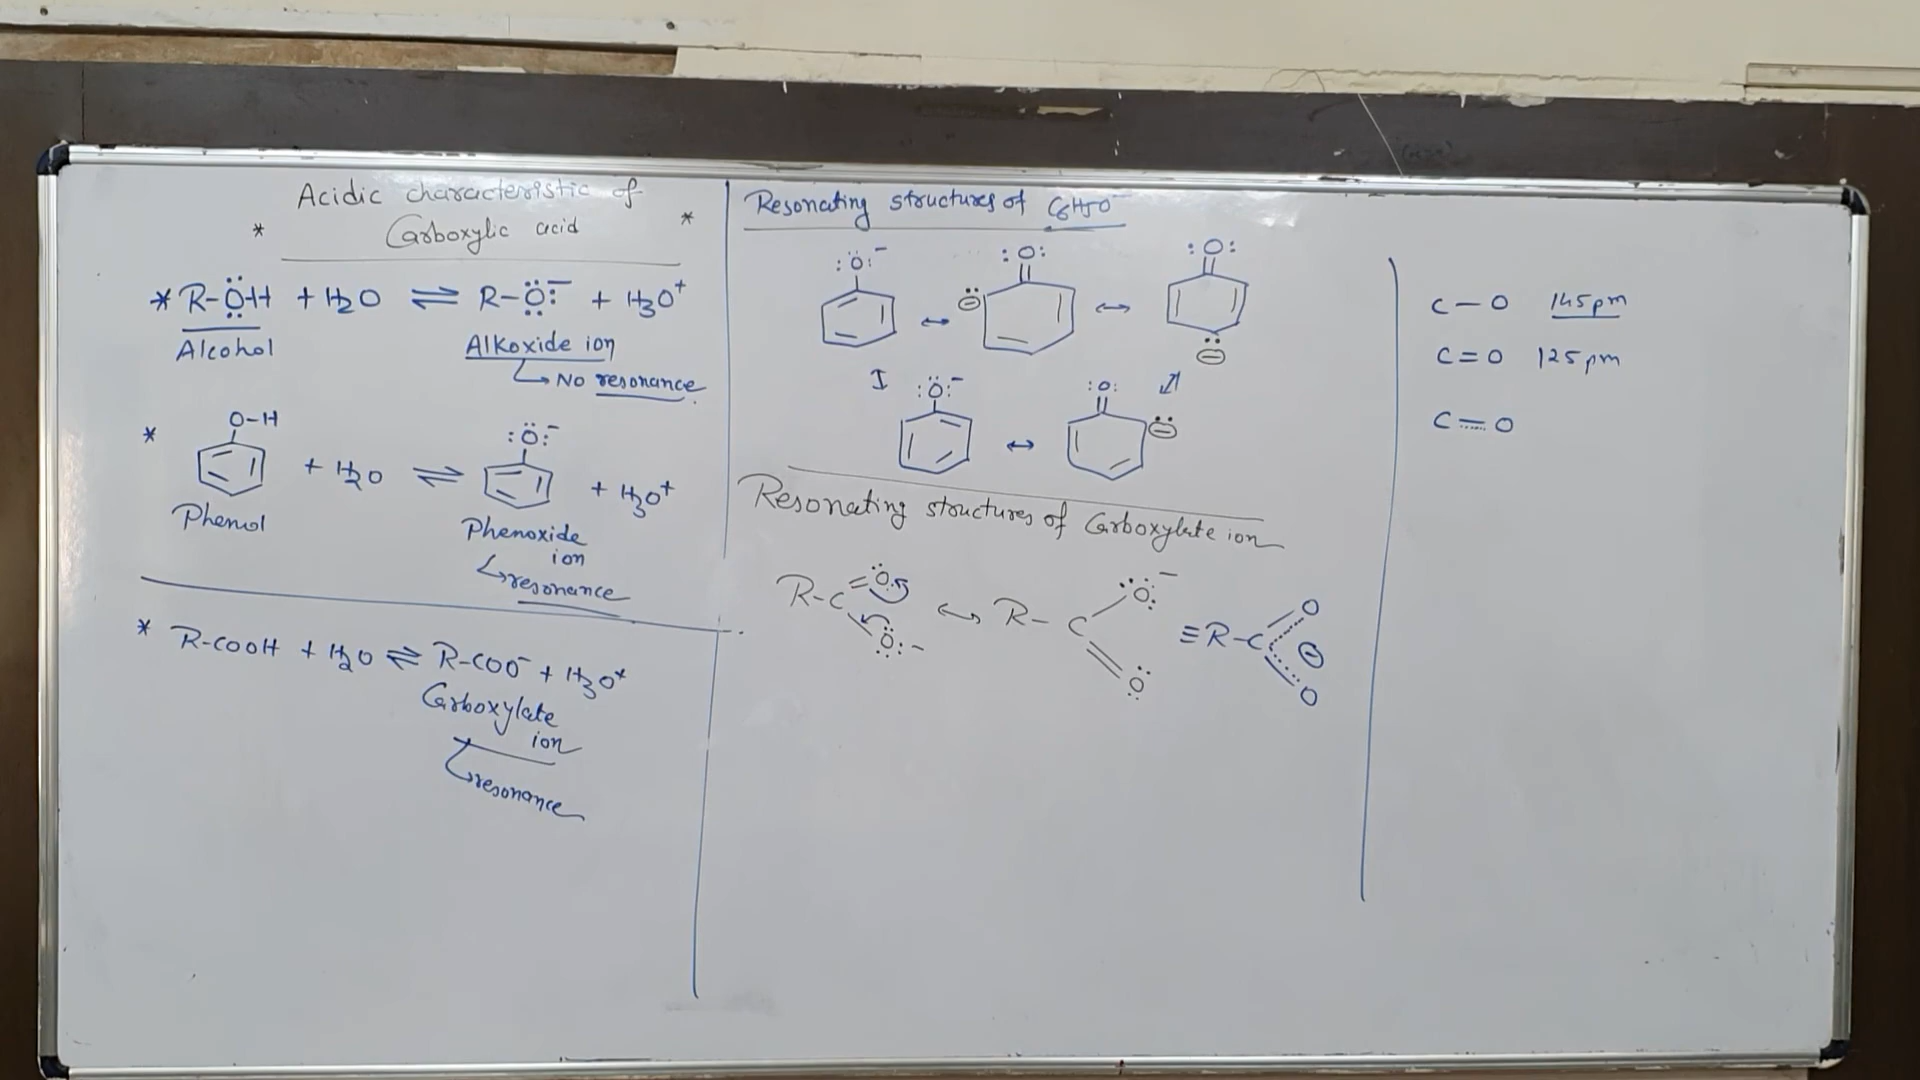 Acidic characteristic of
* Carboxylic acid *
* R-ÖH + H2O ⇌ R-Ö:⁻ + H3O⁺
Alcohol Alkoxide ion
↳ No resonance
* O-H :Ö:⁻
+ H2O ⇌ + H3O⁺
Phenol Phenoxide
ion
↳ resonance
* R-COOH + H2O ⇌ R-COO⁻ + H3O⁺
Carboxylate
ion
↳ resonance
Resonating structures of C6H5O⁻
:Ö:⁻ :O: :O:
⊖ ↔ ↔ ⊖
:Ö:⁻ :O:
↔ ⊖
Resonating structures of Carboxylate ion
R-C =Ö: Ö:⁻ ↔ R-C Ö:⁻ =Ö ≡ R-C O ⊖ O
C-O 145pm
C=O 125pm
C=O